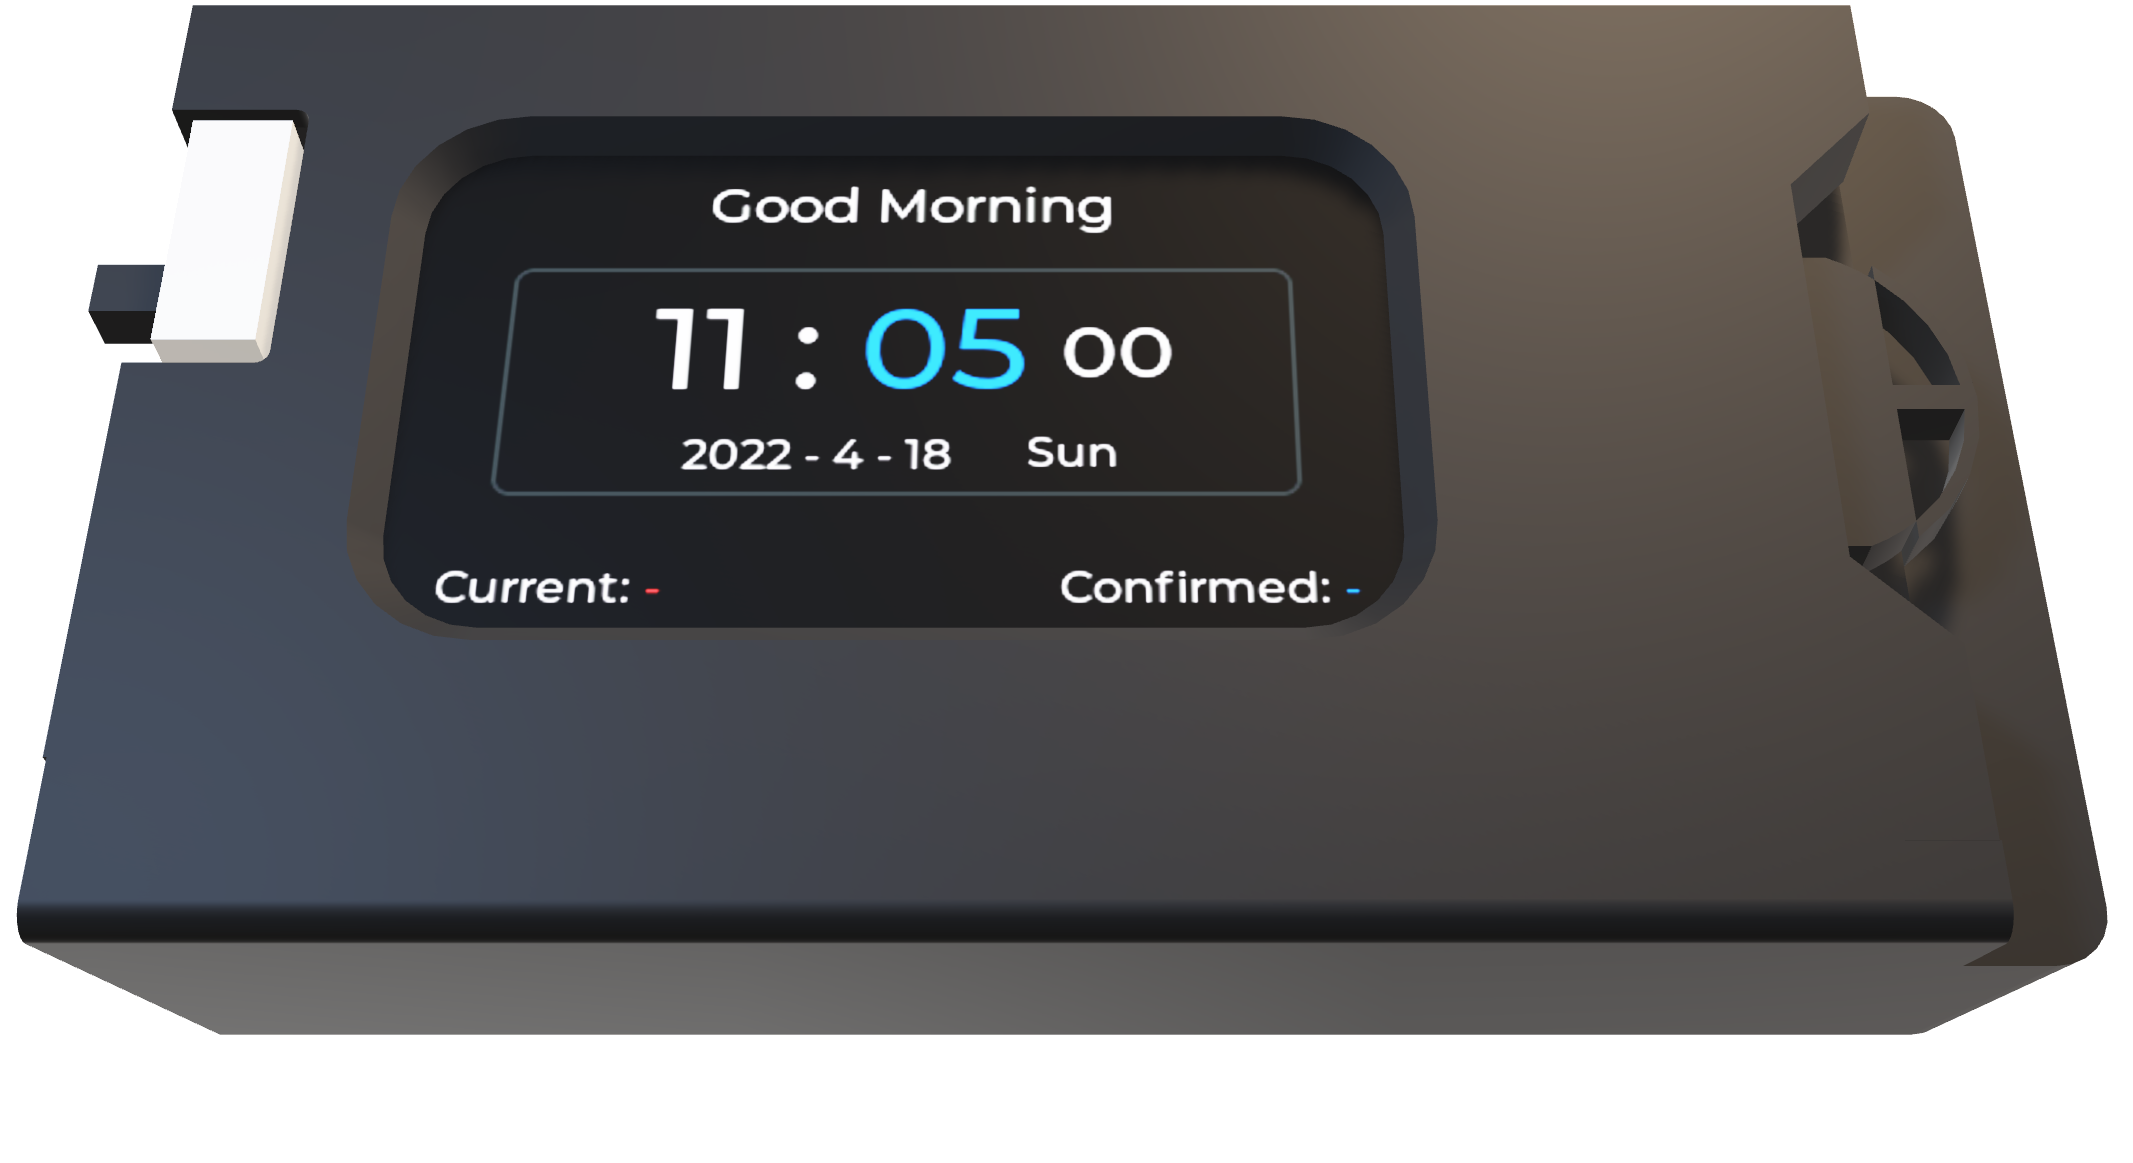 Good Morning
11 : 05 00
2022 - 4 - 18 Sun
Current: - Confirmed: -